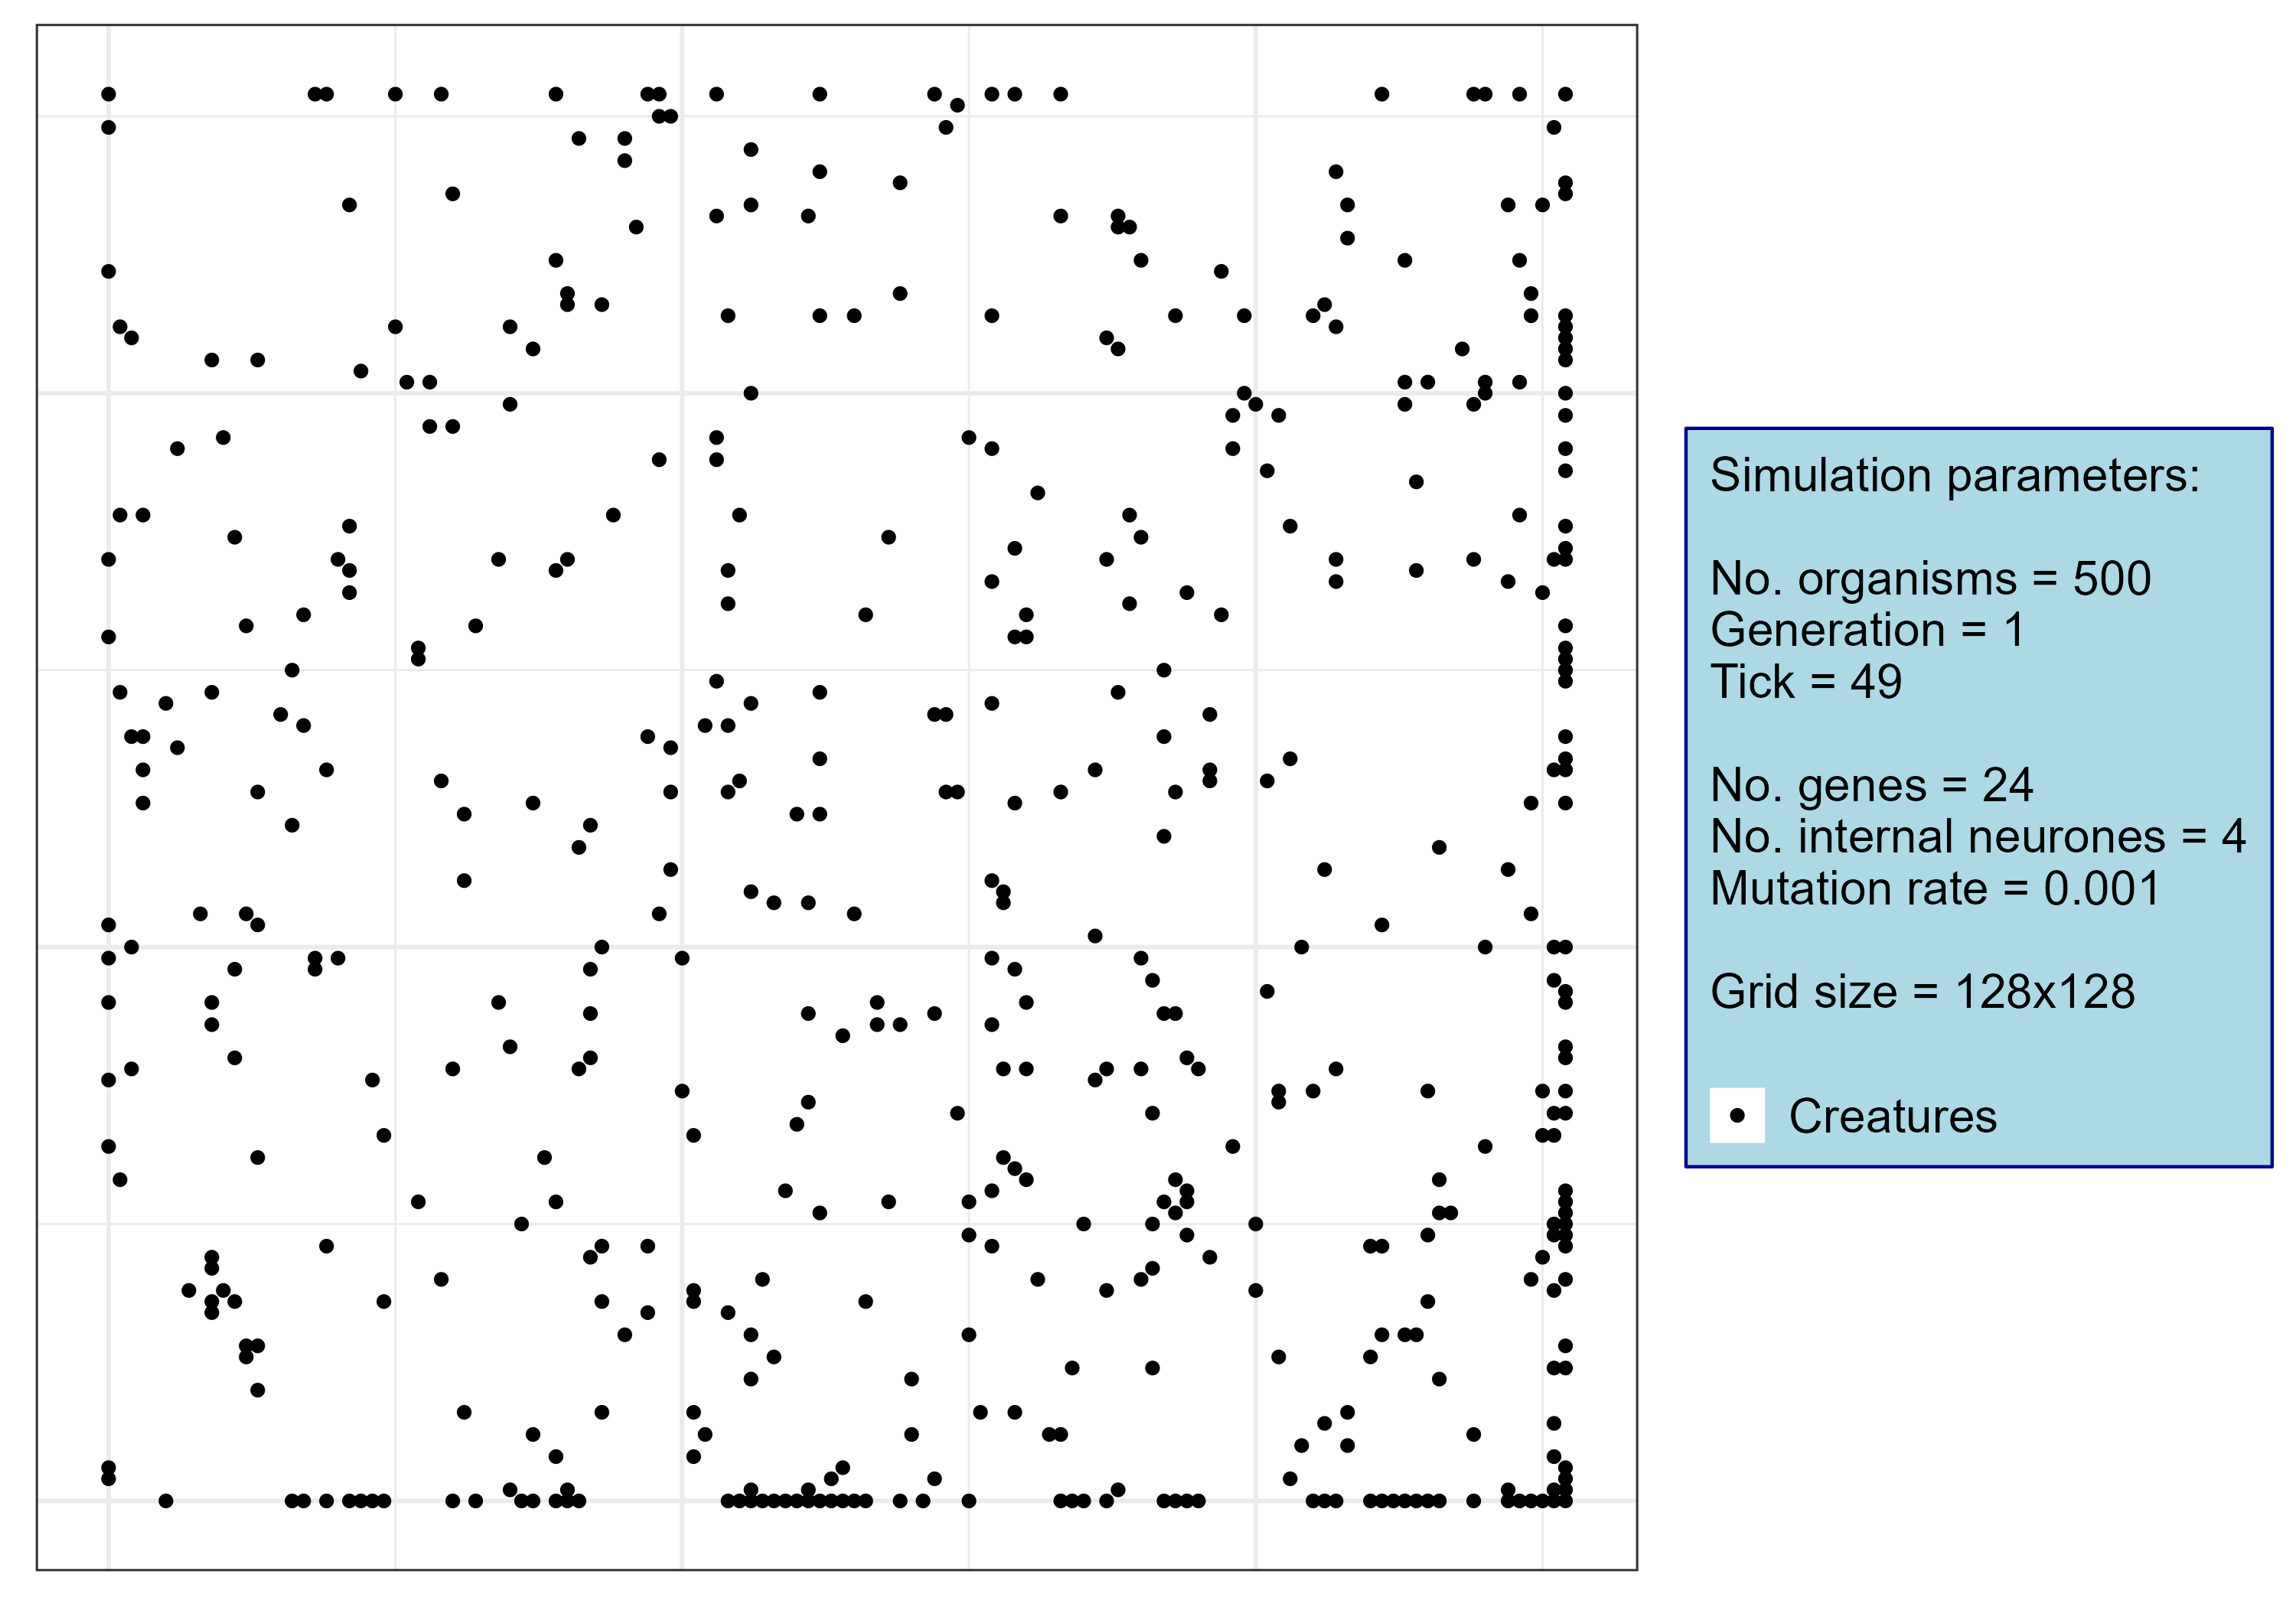 Simulation parameters:
No. organisms = 500
Generation = 1
Tick = 49
No. genes = 24
No. internal neurones = 4
Mutation rate = 0.001
Grid size = 128x128
Creatures